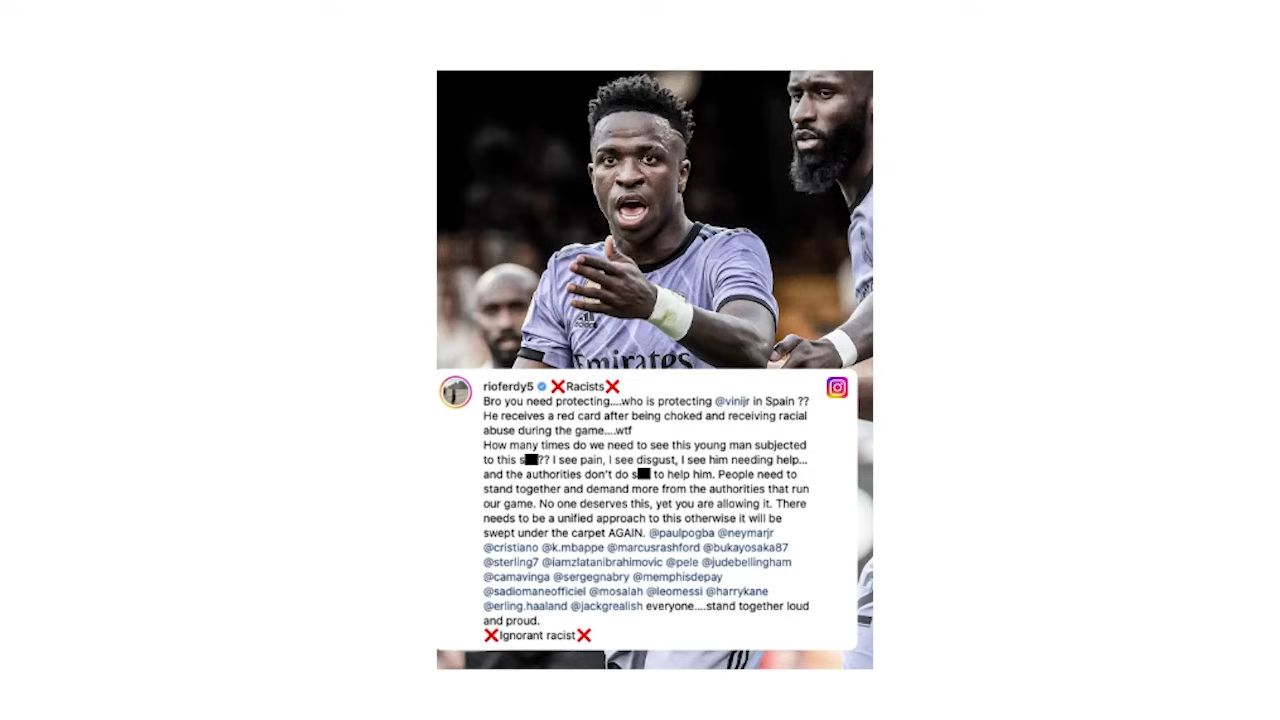 Emirates
adidas
rioferdy5 ❌Racists❌
Bro you need protecting....who is protecting @vinijr in Spain ??
He receives a red card after being choked and receiving racial
abuse during the game....wtf
How many times do we need to see this young man subjected
to this s██?? I see pain, I see disgust, I see him needing help...
and the authorities don't do s██ to help him. People need to
stand together and demand more from the authorities that run
our game. No one deserves this, yet you are allowing it. There
needs to be a unified approach to this otherwise it will be
swept under the carpet AGAIN. @paulpogba @neymarjr
@cristiano @k.mbappe @marcusrashford @bukayosaka87
@sterling7 @iamzlatanibrahimovic @pele @judebellingham
@camavinga @sergegnabry @memphisdepay
@sadiomaneofficiel @mosalah @leomessi @harrykane
@erling.haaland @jackgrealish everyone....stand together loud
and proud.
❌Ignorant racist❌